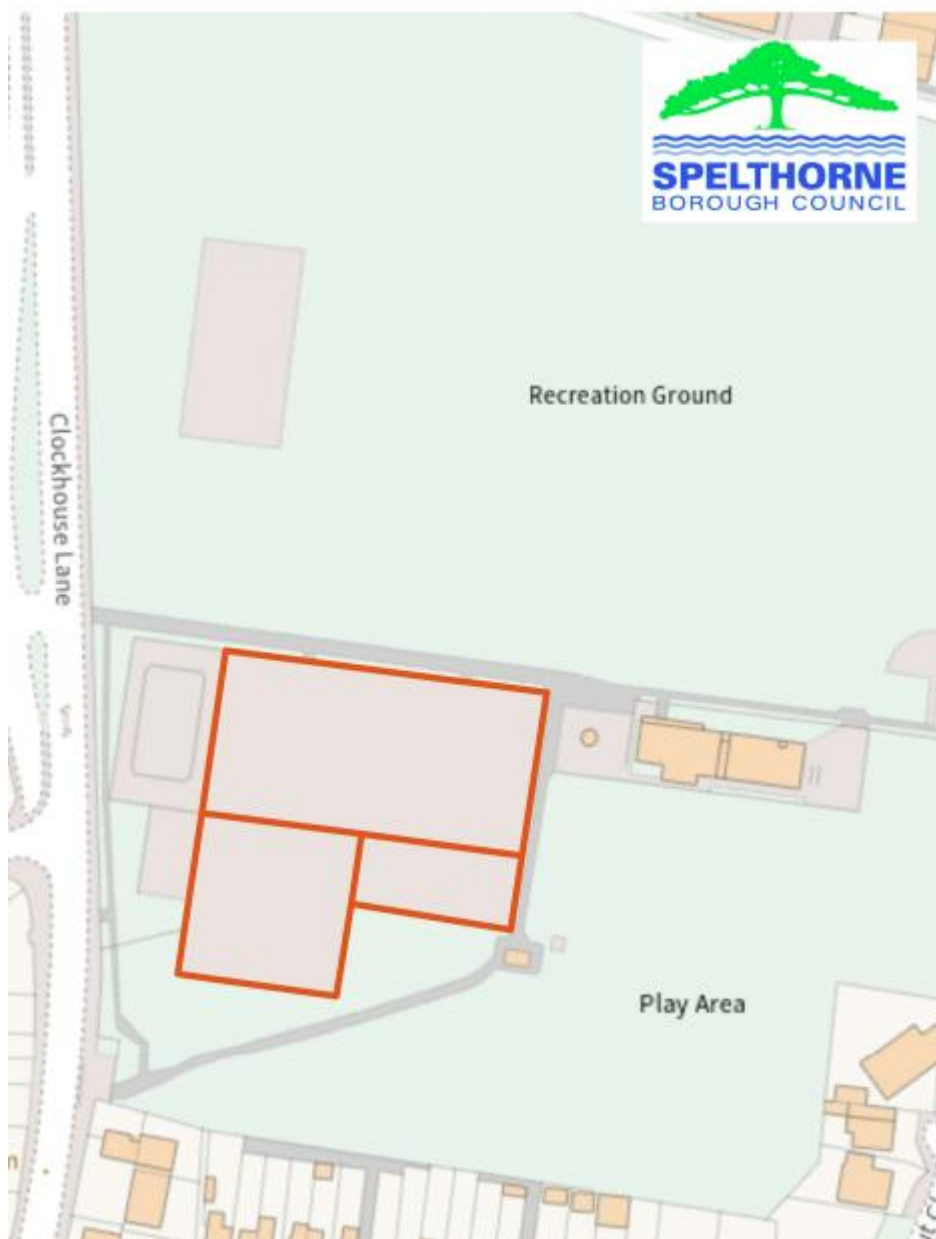 SPELTHORNE
BOROUGH COUNCIL
Recreation Ground
Clockhouse Lane
Play Area